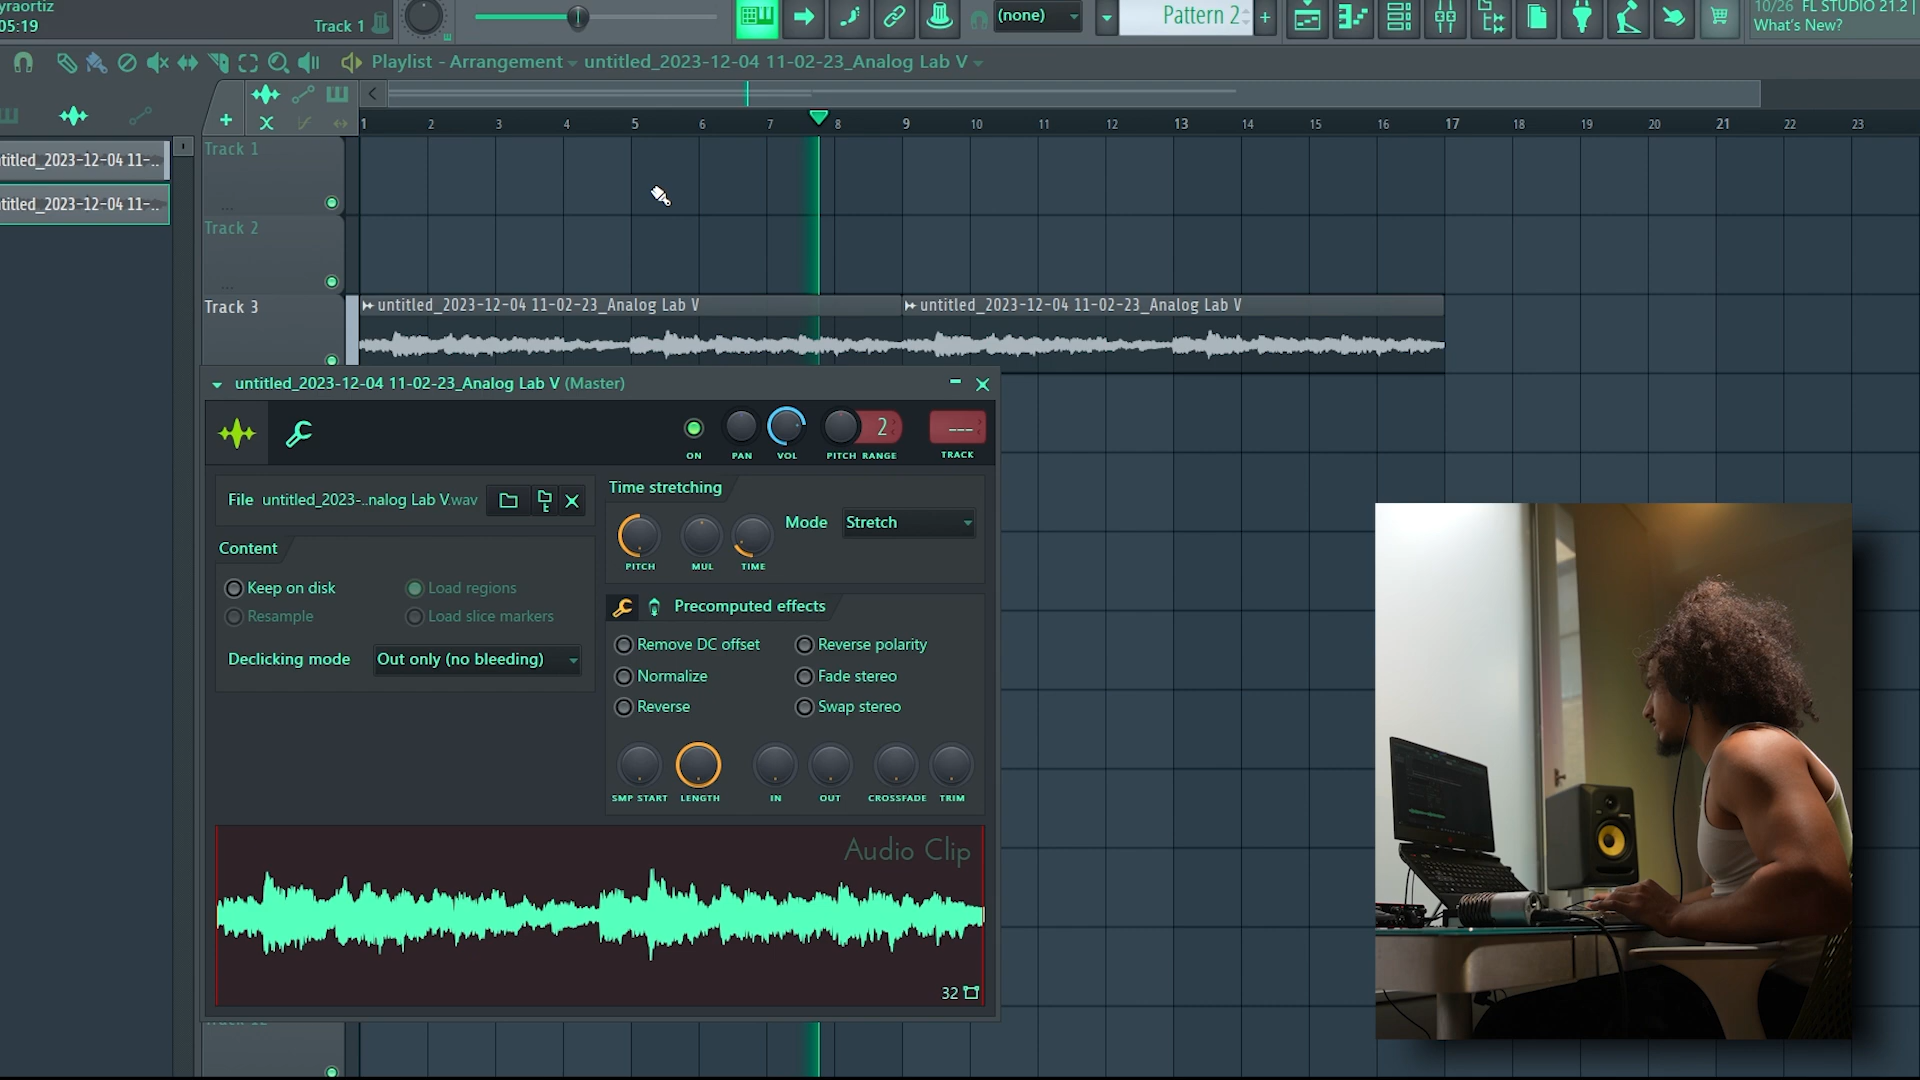 yraortiz
05:19
Track 1
(none)
Pattern 2
+
10/26 FL STUDIO 21.2 |
What's New?
Playlist - Arrangement
untitled_2023-12-04 11-02-23_Analog Lab V
1 2 3 4 5 6 7 8 9 10 11 12 13 14 15 16 17 18 19 20 21 22 23
ntitled_2023-12-04 11-..
ntitled_2023-12-04 11-..
Track 1
...
Track 2
...
Track 3
untitled_2023-12-04 11-02-23_Analog Lab V
untitled_2023-12-04 11-02-23_Analog Lab V
untitled_2023-12-04 11-02-23_Analog Lab V (Master)
2
---
ON PAN VOL PITCH RANGE TRACK
File untitled_2023-..nalog Lab V.wav
Content
Keep on disk
Load regions
Resample
Load slice markers
Declicking mode Out only (no bleeding)
Time stretching
Mode Stretch
PITCH MUL TIME
Precomputed effects
Remove DC offset
Reverse polarity
Normalize
Fade stereo
Reverse
Swap stereo
SMP START LENGTH IN OUT CROSSFADE TRIM
Audio Clip
32
Track 12